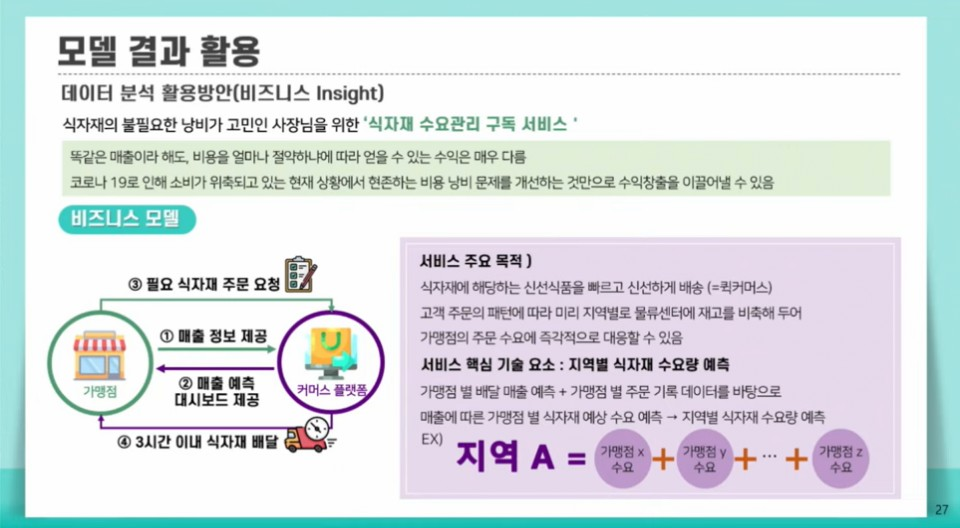 모델 결과 활용
데이터 분석 활용방안(비즈니스 Insight)
식자재의 불필요한 낭비가 고민인 사장님을 위한 '식자재 수요관리 구독 서비스 '
똑같은 매출이라 해도, 비용을 얼마나 절약하냐에 따라 얻을 수 있는 수익은 매우 다름
코로나 19로 인해 소비가 위축되고 있는 현재 상황에서 현존하는 비용 낭비 문제를 개선하는 것만으로 수익창출을 이끌어낼 수 있음
비즈니스 모델
③ 필요 식자재 주문 요청
① 매출 정보 제공
② 매출 예측
대시보드 제공
가맹점
커머스 플랫폼
④ 3시간 이내 식자재 배달
서비스 주요 목적 )
식자재에 해당하는 신선식품을 빠르고 신선하게 배송 (=퀵커머스)
고객 주문의 패턴에 따라 미리 지역별로 물류센터에 재고를 비축해 두어
가맹점의 주문 수요에 즉각적으로 대응할 수 있음
서비스 핵심 기술 요소 : 지역별 식자재 수요량 예측
가맹점 별 배달 매출 예측 + 가맹점 별 주문 기록 데이터를 바탕으로
매출에 따른 가맹점 별 식자재 예상 수요 예측 → 지역별 식자재 수요량 예측
EX)
지역 A = 가맹점 x 수요 + 가맹점 y 수요 + ··· + 가맹점 z 수요
27